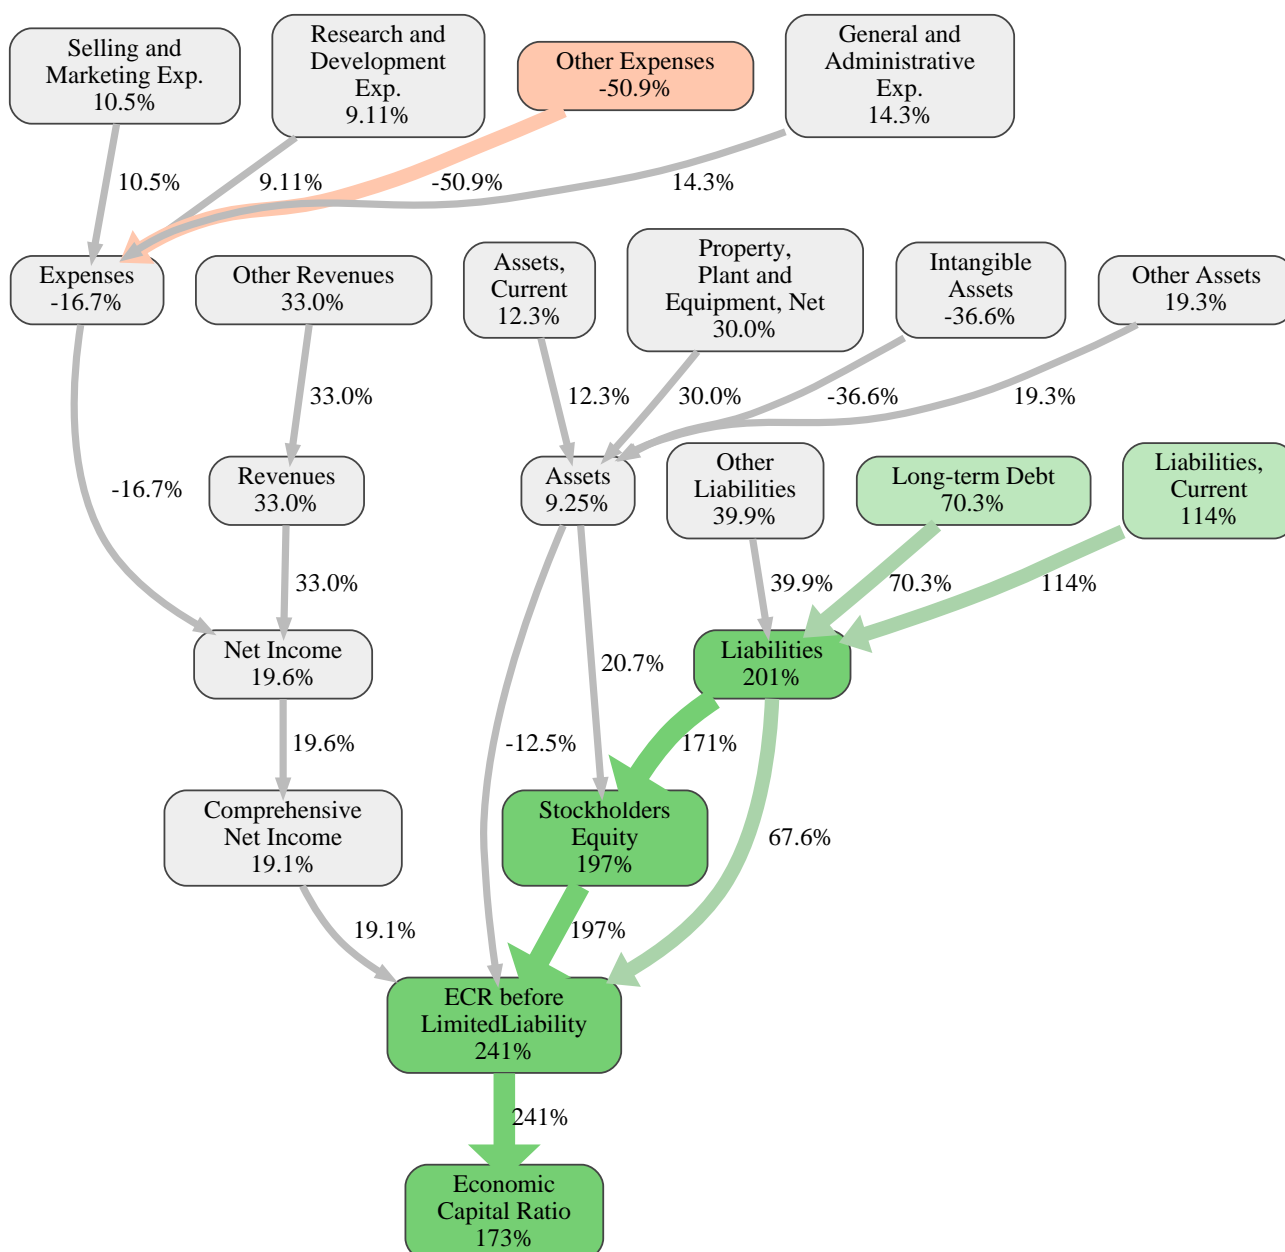 Selling and
Marketing Exp.
10.5%
Research and
Development
Exp.
9.11%
Other Expenses
-50.9%
General and
Administrative
Exp.
14.3%
10.5%
9.11%
-50.9%
14.3%
Expenses
-16.7%
Other Revenues
33.0%
Assets,
Current
12.3%
Property,
Plant and
Equipment, Net
30.0%
Intangible
Assets
-36.6%
Other Assets
19.3%
33.0%
12.3%
30.0%
-36.6%
19.3%
-16.7%
Revenues
33.0%
Assets
9.25%
Other
Liabilities
39.9%
Long-term Debt
70.3%
Liabilities,
Current
114%
33.0%
39.9%
70.3%
114%
Net Income
19.6%
20.7%
Liabilities
201%
19.6%
-12.5%
171%
Comprehensive
Net Income
19.1%
Stockholders
Equity
197%
67.6%
19.1%
197%
ECR before
LimitedLiability
241%
241%
Economic
Capital Ratio
173%